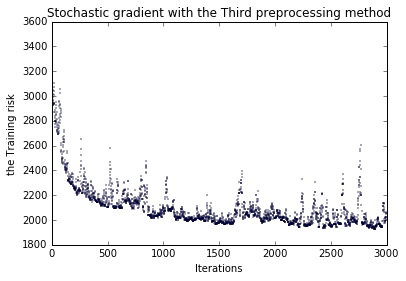 Stochastic gradient with the Third preprocessing method
3600
3400
3200
3000
2800
2600
2400
2200
2000
1800
the Training risk
0 500 1000 1500 2000 2500 3000
Iterations